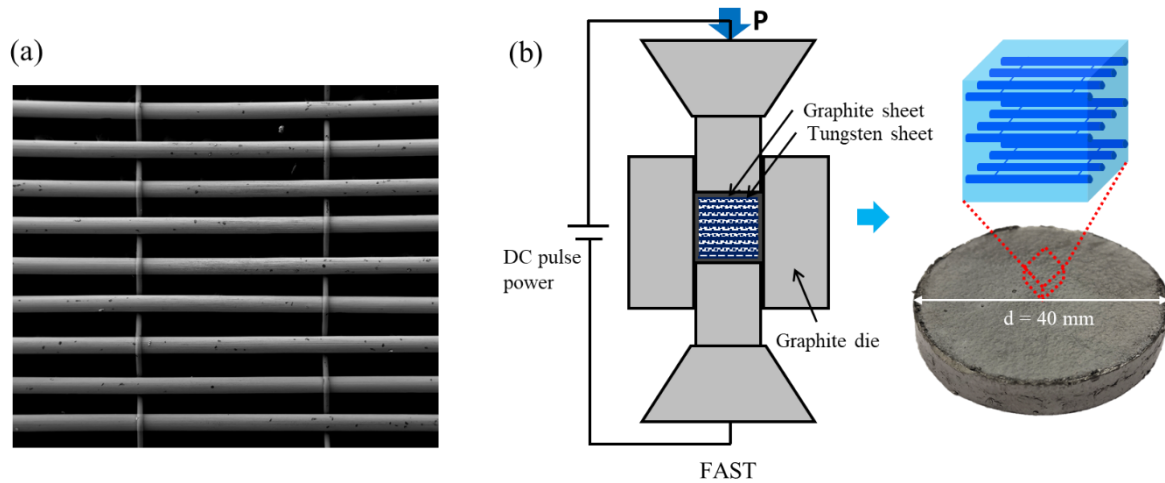 (a)
(b)
P
Graphite sheet
Tungsten sheet
DC pulse
power
Graphite die
d = 40 mm
FAST